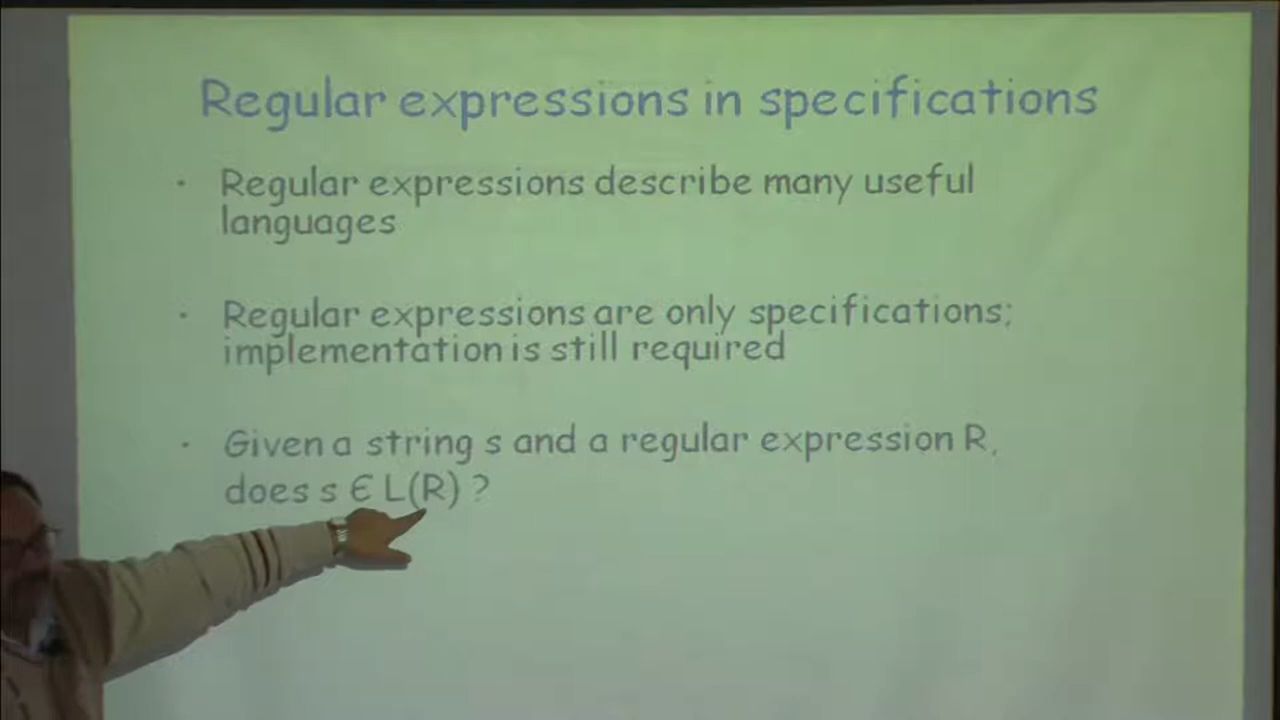 Regular expressions in specifications
· Regular expressions describe many useful
languages
· Regular expressions are only specifications;
implementation is still required
· Given a string s and a regular expression R,
does s ∈ L(R) ?